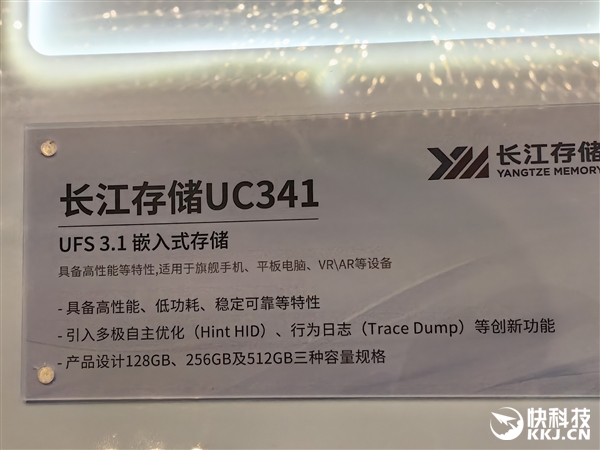 长江存储
YANGTZE MEMORY
长江存储UC341
UFS 3.1 嵌入式存储
具备高性能等特性,适用于旗舰手机、平板电脑、VR\AR等设备
- 具备高性能、低功耗、稳定可靠等特性
- 引入多极自主优化（Hint HID）、行为日志（Trace Dump）等创新功能
- 产品设计128GB、256GB及512GB三种容量规格
快科技
KKJ.CN